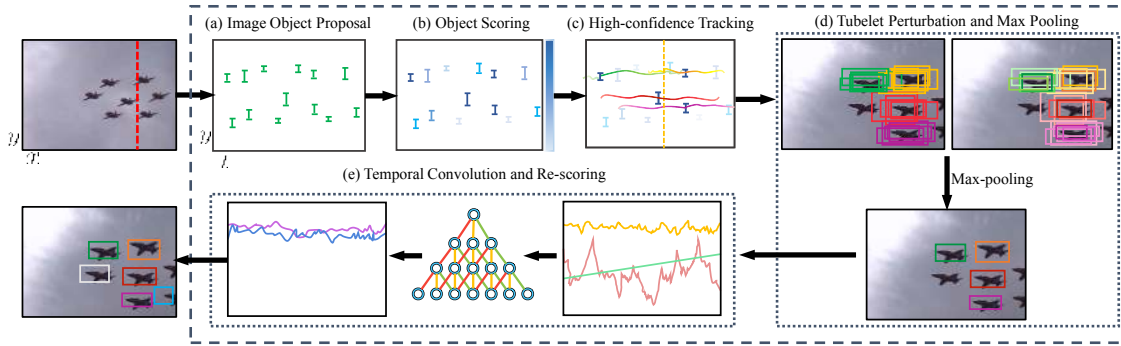 (a) Image Object Proposal
(b) Object Scoring
(c) High-confidence Tracking
(d) Tubelet Perturbation and Max Pooling
y
x
y
t
(e) Temporal Convolution and Re-scoring
Max-pooling